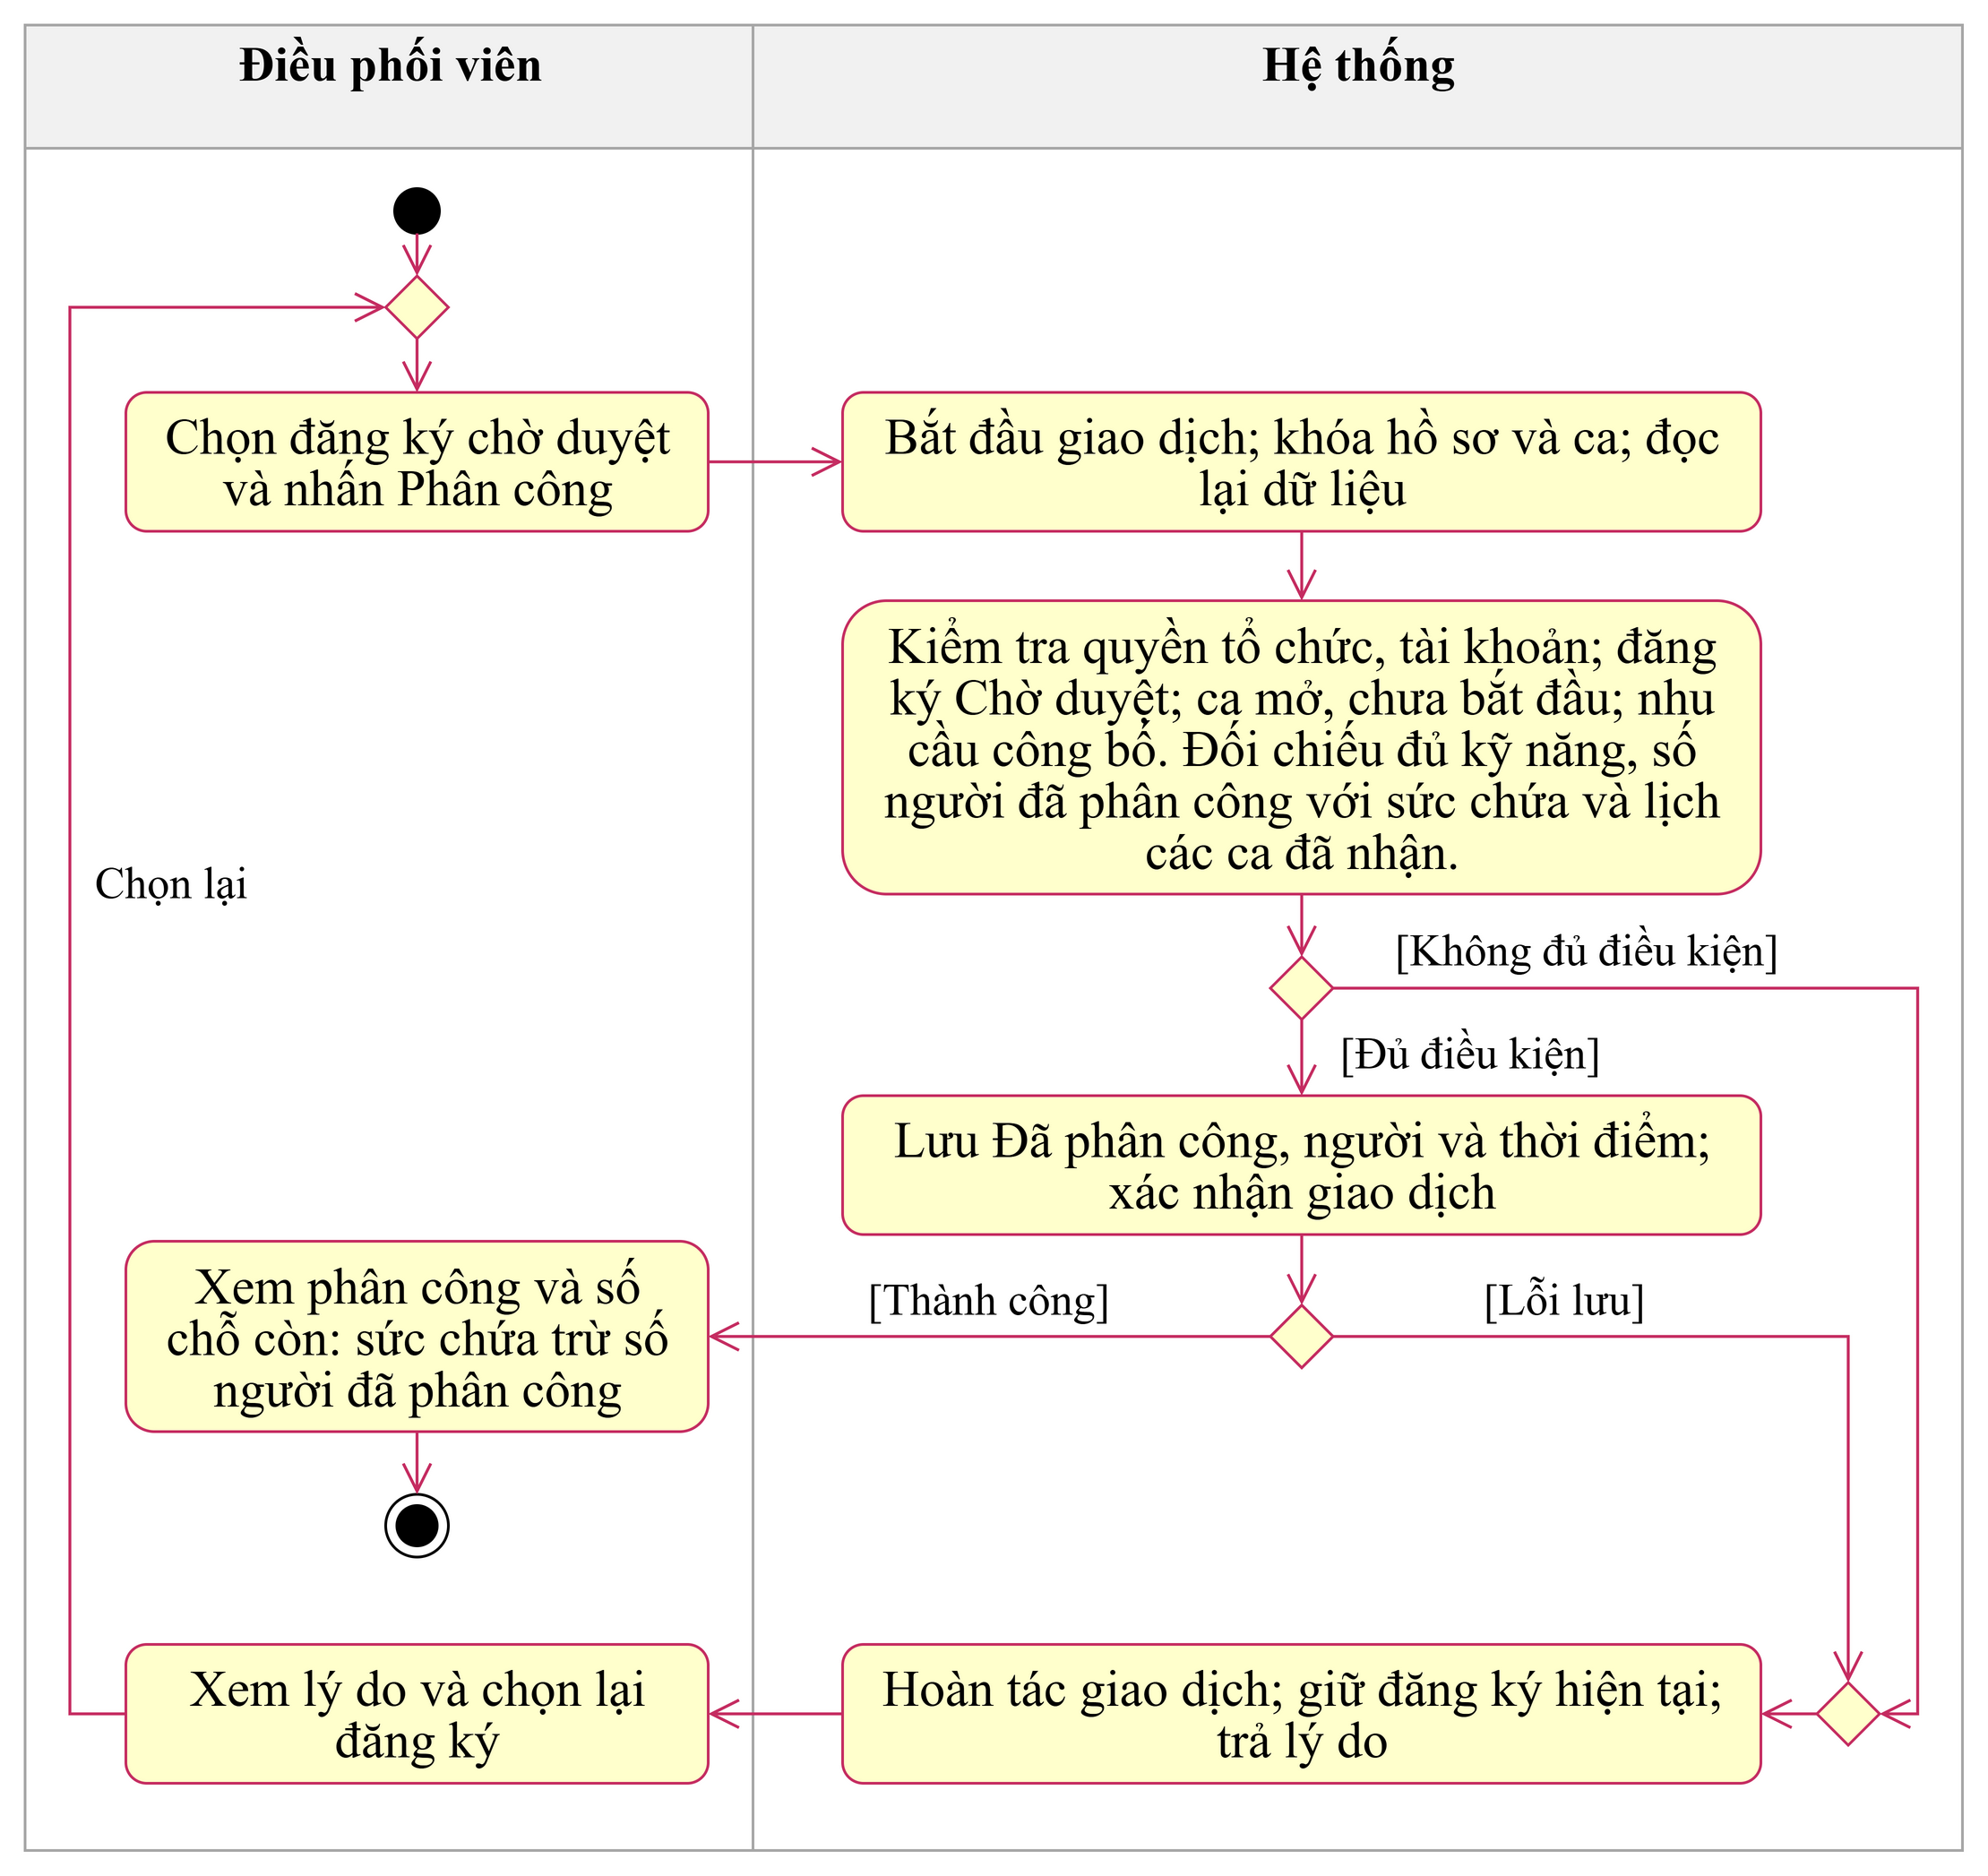 Điều phối viên
Hệ thống
Chọn đăng ký chờ duyệt
và nhấn Phân công
Bắt đầu giao dịch; khóa hồ sơ và ca; đọc
lại dữ liệu
Kiểm tra quyền tổ chức, tài khoản; đăng
ký Chờ duyệt; ca mở, chưa bắt đầu; nhu
cầu công bố. Đối chiếu đủ kỹ năng, số
người đã phân công với sức chứa và lịch
các ca đã nhận.
Chọn lại
[Không đủ điều kiện]
[Đủ điều kiện]
Lưu Đã phân công, người và thời điểm;
xác nhận giao dịch
[Thành công]
[Lỗi lưu]
Xem phân công và số
chỗ còn: sức chứa trừ số
người đã phân công
Xem lý do và chọn lại
đăng ký
Hoàn tác giao dịch; giữ đăng ký hiện tại;
trả lý do